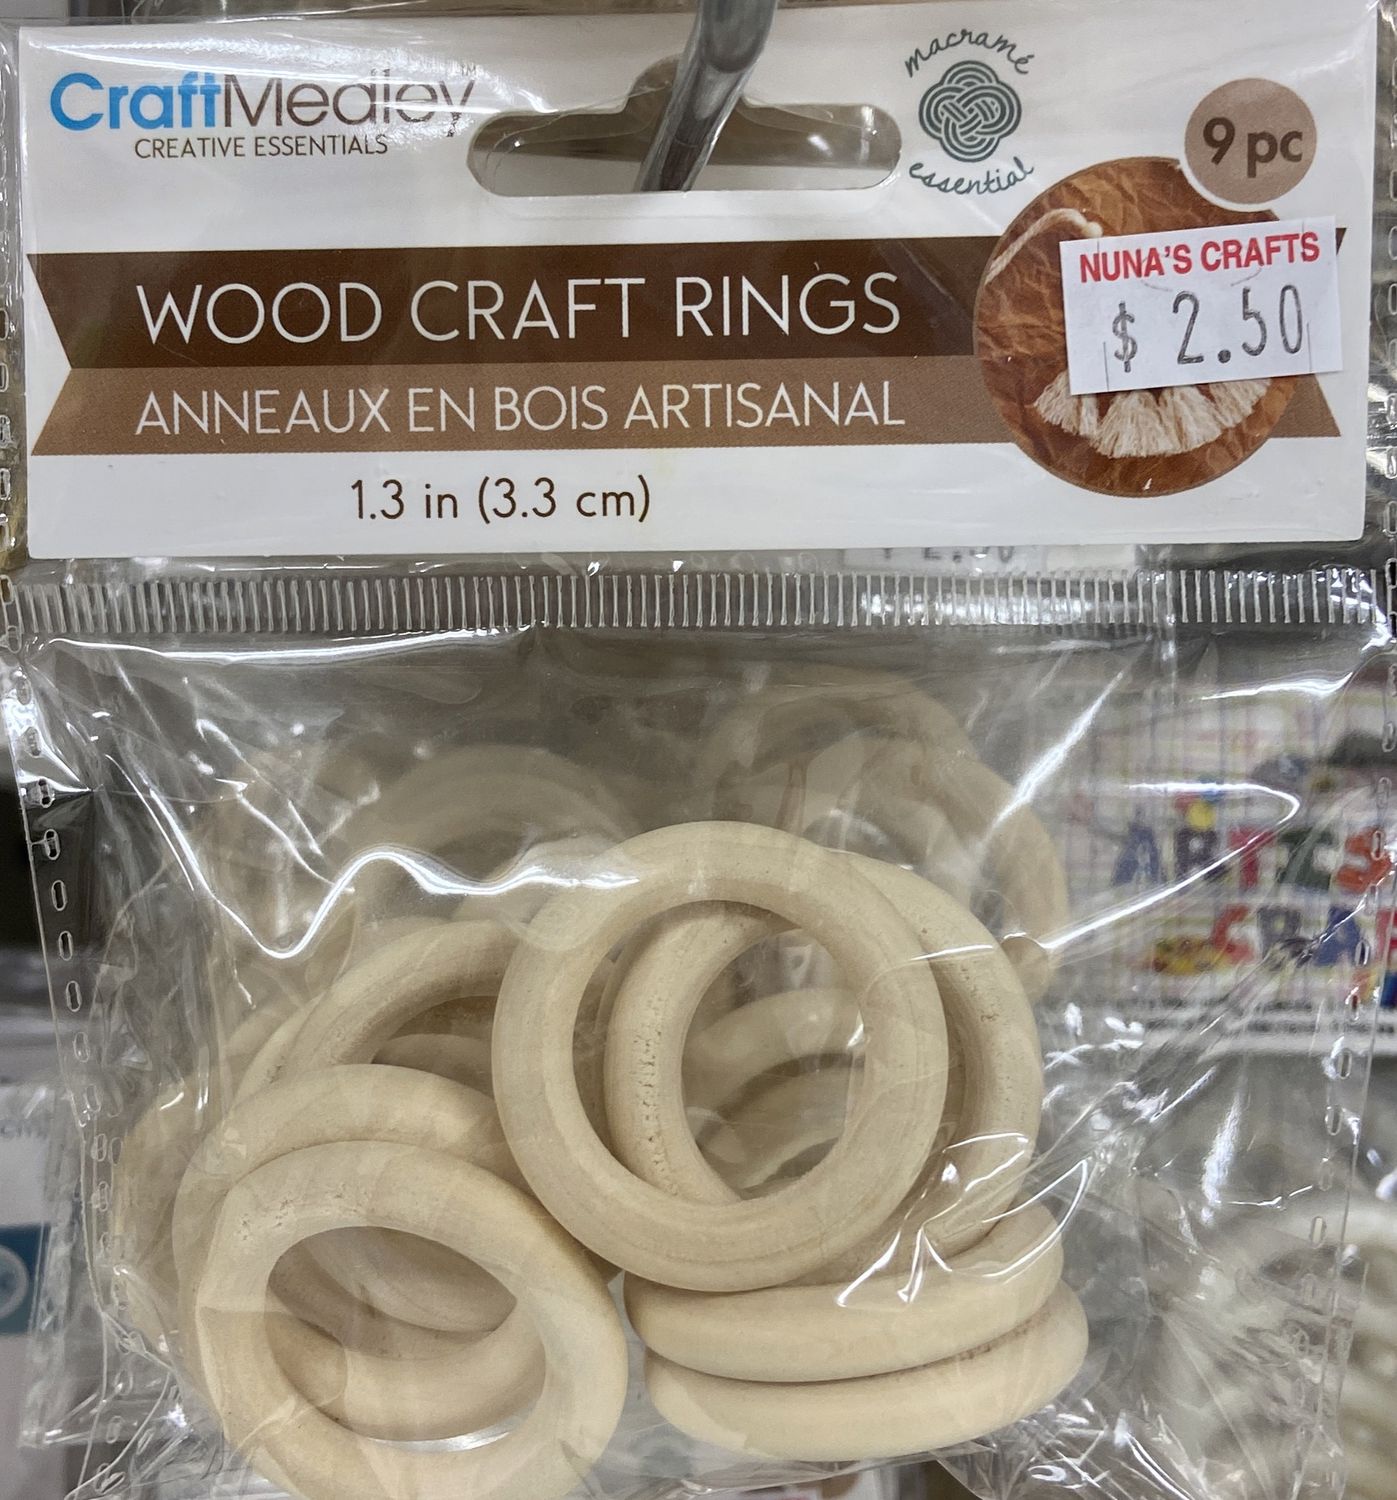 CraftMedley™
CREATIVE ESSENTIALS
macramé
essential
9 pc
NUNA'S CRAFTS
$ 2.50
WOOD CRAFT RINGS
ANNEAUX EN BOIS ARTISANAL
1.3 in (3.3 cm)